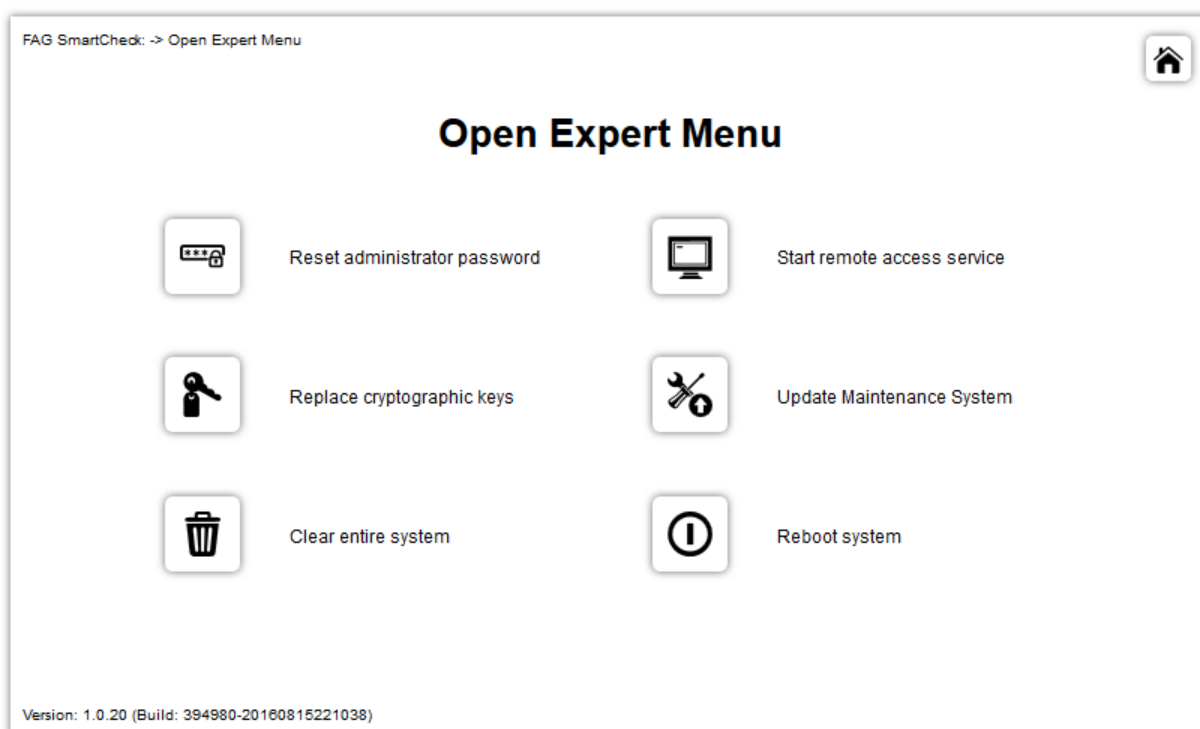 FAG SmartCheck: -> Open Expert Menu
Open Expert Menu
***
Reset administrator password
Start remote access service
Replace cryptographic keys
Update Maintenance System
Clear entire system
Reboot system
Version: 1.0.20 (Build: 394980-20160815221038)